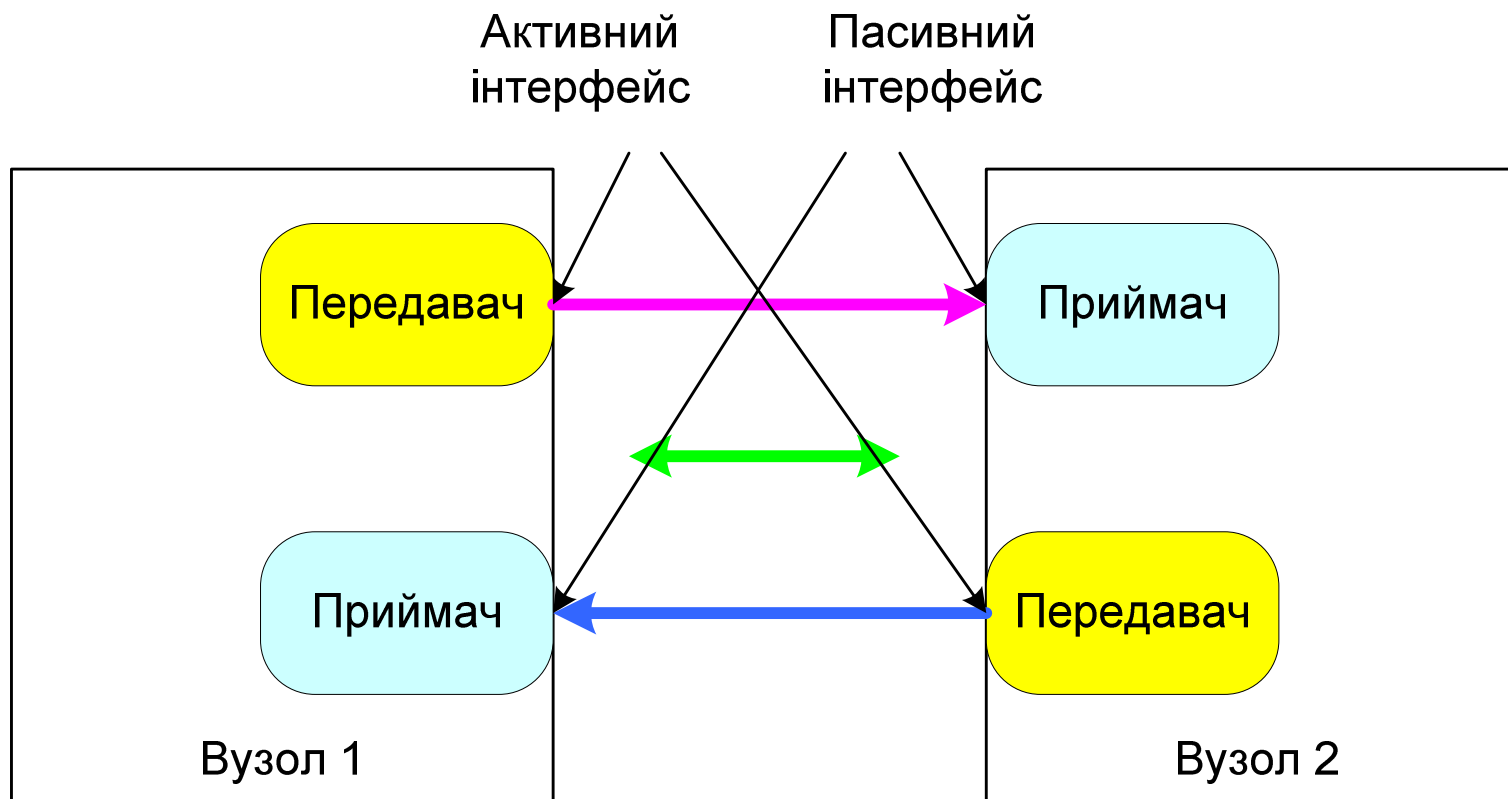 Активний
інтерфейс
Пасивний
інтерфейс
Передавач
Приймач
Приймач
Передавач
Вузол 1
Вузол 2